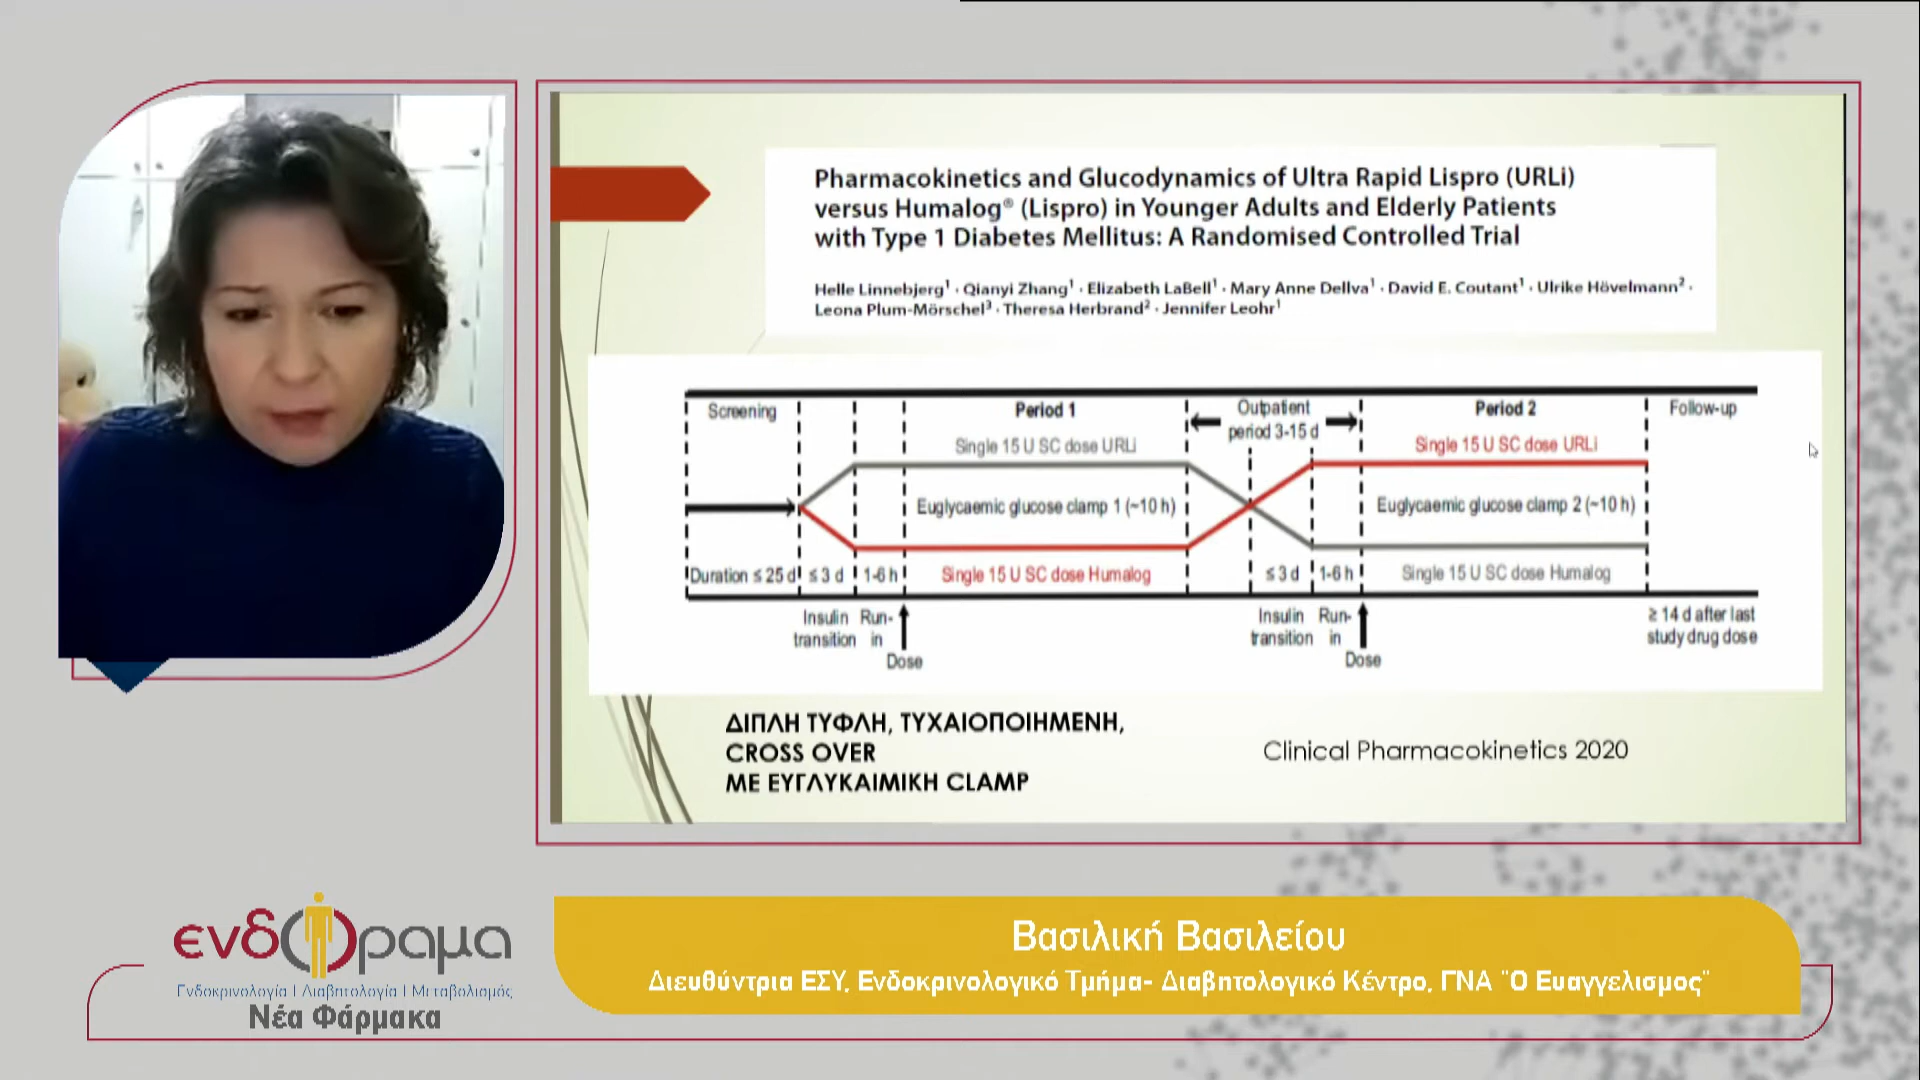 Pharmacokinetics and Glucodynamics of Ultra Rapid Lispro (URLi)
versus Humalog® (Lispro) in Younger Adults and Elderly Patients
with Type 1 Diabetes Mellitus: A Randomised Controlled Trial
Helle Linnebjerg¹ · Qianyi Zhang¹ · Elizabeth LaBell¹ · Mary Anne Dellva¹ · David E. Coutant¹ · Ulrike Hövelmann² ·
Leona Plum-Mörschel³ · Theresa Herbrand² · Jennifer Leohr¹
Screening
Period 1
Outpatient
period 3-15 d
Period 2
Follow-up
Single 15 U SC dose URLi
Single 15 U SC dose URLi
Euglycaemic glucose clamp 1 (~10 h)
Euglycaemic glucose clamp 2 (~10 h)
Duration ≤ 25 d
≤ 3 d
1-6 h
Single 15 U SC dose Humalog
≤ 3 d
1-6 h
Single 15 U SC dose Humalog
Insulin
transition
Run-
in
Dose
Insulin
transition
Run-
in
Dose
≥ 14 d after last
study drug dose
ΔΙΠΛΗ ΤΥΦΛΗ, ΤΥΧΑΙΟΠΟΙΗΜΕΝΗ,
CROSS OVER
ΜΕ ΕΥΓΛΥΚΑΙΜΙΚΗ CLAMP
Clinical Pharmacokinetics 2020
ενδόραμα
Ενδοκρινολογία | Διαβητολογία | Μεταβολισμός
Νέα Φάρμακα
Βασιλική Βασιλείου
Διευθύντρια ΕΣΥ, Ενδοκρινολογικό Τμήμα- Διαβητολογικό Κέντρο, ΓΝΑ "Ο Ευαγγελισμος"